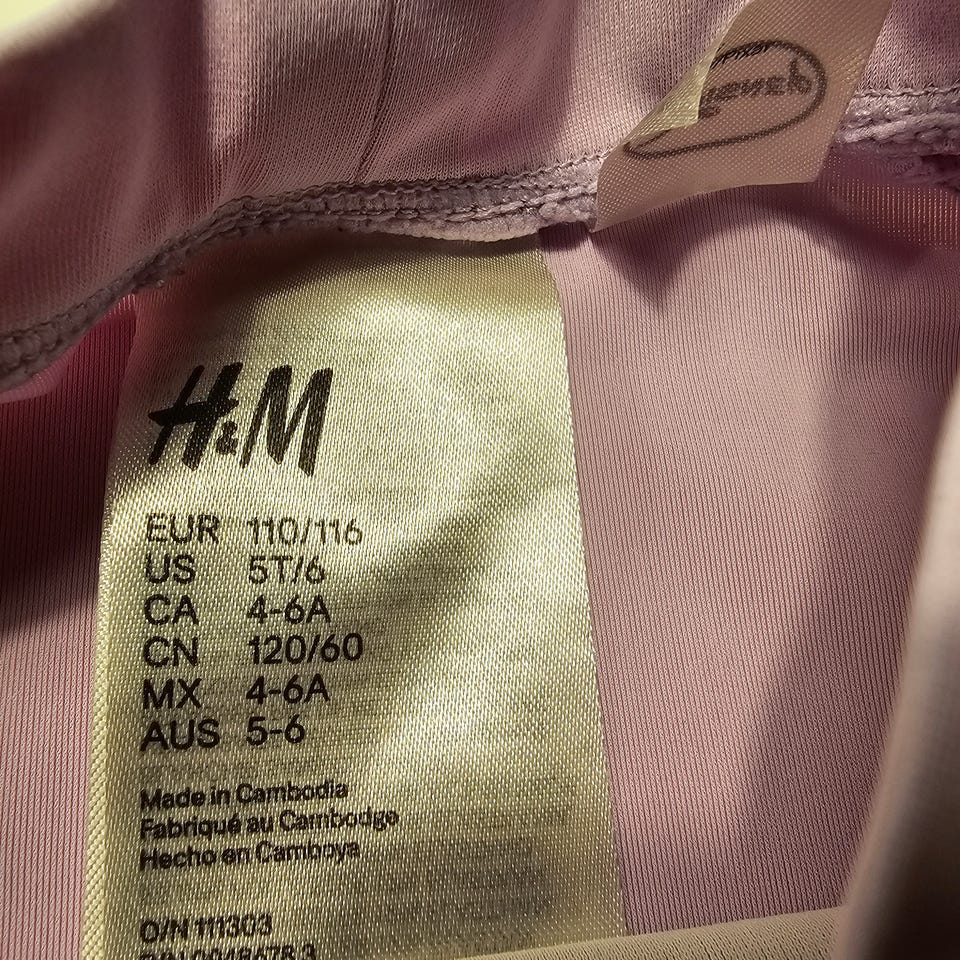 H&M
EUR 110/116
US 5T/6
CA 4-6A
CN 120/60
MX 4-6A
AUS 5-6
Made in Cambodia
Fabriqué au Cambodge
Hecho en Camboya
O/N 111303